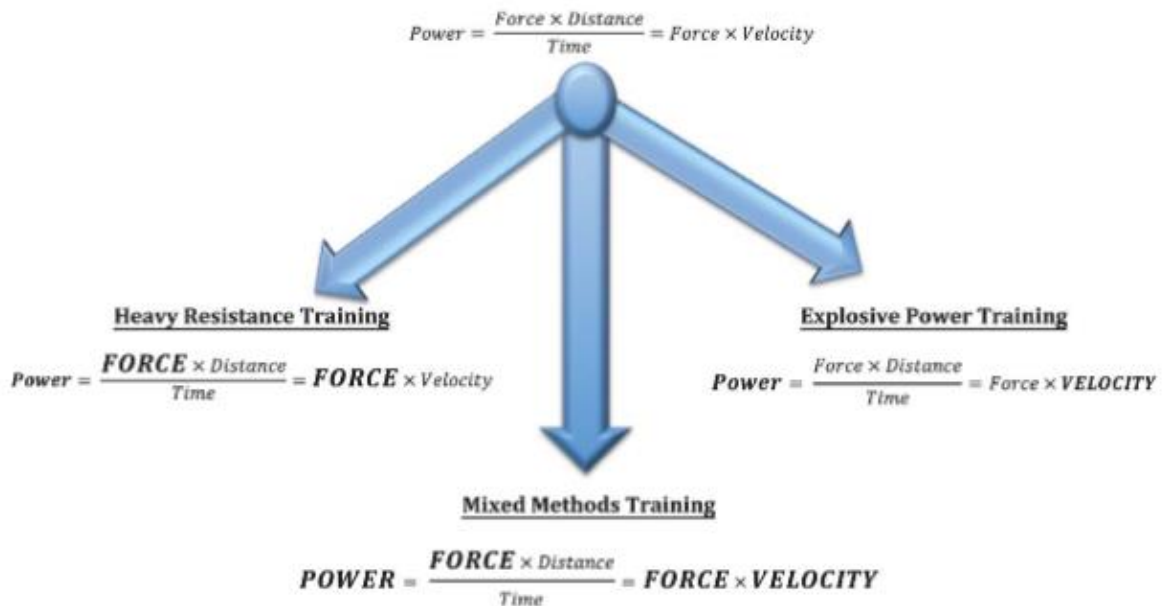 Power = Force × Distance / Time = Force × Velocity
Heavy Resistance Training
Power = FORCE × Distance / Time = FORCE × Velocity
Explosive Power Training
Power = Force × Distance / Time = Force × VELOCITY
Mixed Methods Training
POWER = FORCE × Distance / Time = FORCE × VELOCITY